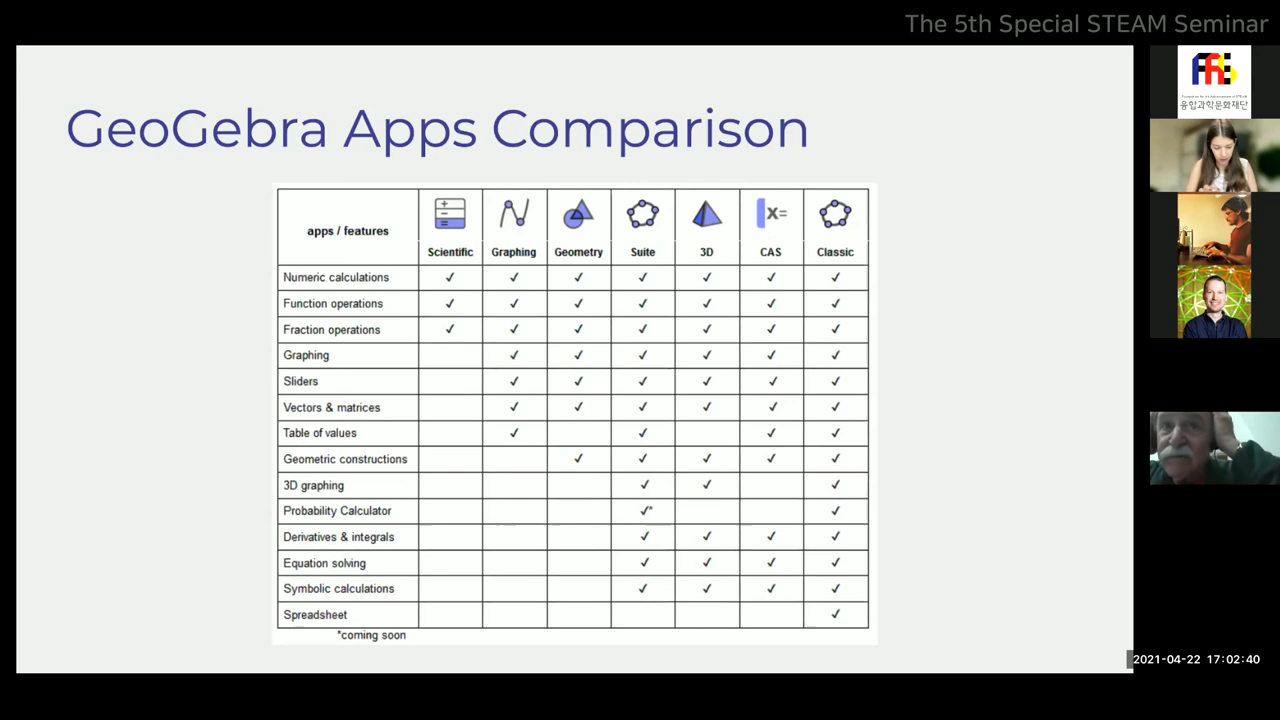 The 5th Special STEAM Seminar
GeoGebra Apps Comparison
apps / features Scientific Graphing Geometry Suite 3D CAS Classic
Numeric calculations ✓ ✓ ✓ ✓ ✓ ✓ ✓
Function operations ✓ ✓ ✓ ✓ ✓ ✓ ✓
Fraction operations ✓ ✓ ✓ ✓ ✓ ✓ ✓
Graphing ✓ ✓ ✓ ✓ ✓ ✓
Sliders ✓ ✓ ✓ ✓ ✓ ✓
Vectors & matrices ✓ ✓ ✓ ✓ ✓ ✓
Table of values ✓ ✓ ✓ ✓
Geometric constructions ✓ ✓ ✓ ✓ ✓
3D graphing ✓ ✓ ✓
Probability Calculator ✓* ✓
Derivatives & integrals ✓ ✓ ✓ ✓
Equation solving ✓ ✓ ✓ ✓
Symbolic calculations ✓ ✓ ✓ ✓
Spreadsheet ✓
*coming soon
X=
융합과학문화재단
2021-04-22 17:02:40